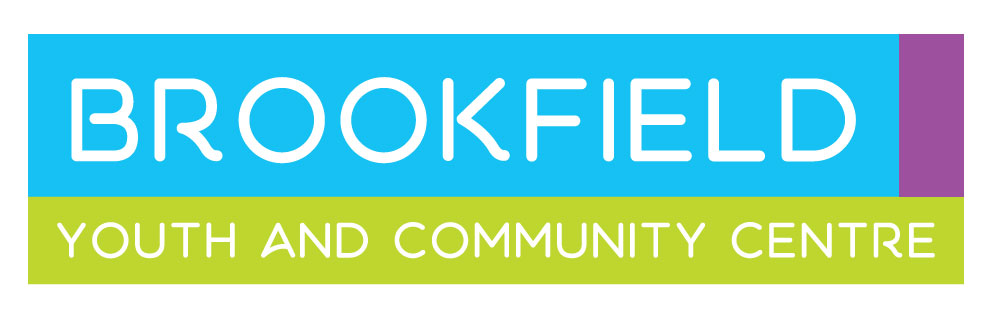 BROOKFIELD
YOUTH AND COMMUNITY CENTRE